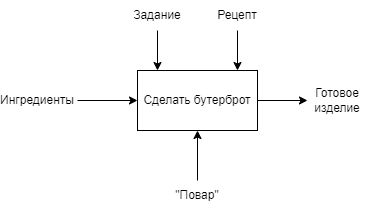 Задание
Рецепт
Ингредиенты
Сделать бутерброт
Готовое
изделие
"Повар"